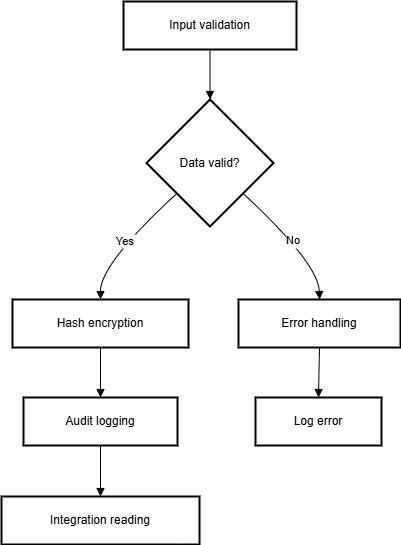 Input validation
Data valid?
Yes
No
Hash encryption
Error handling
Audit logging
Log error
Integration reading